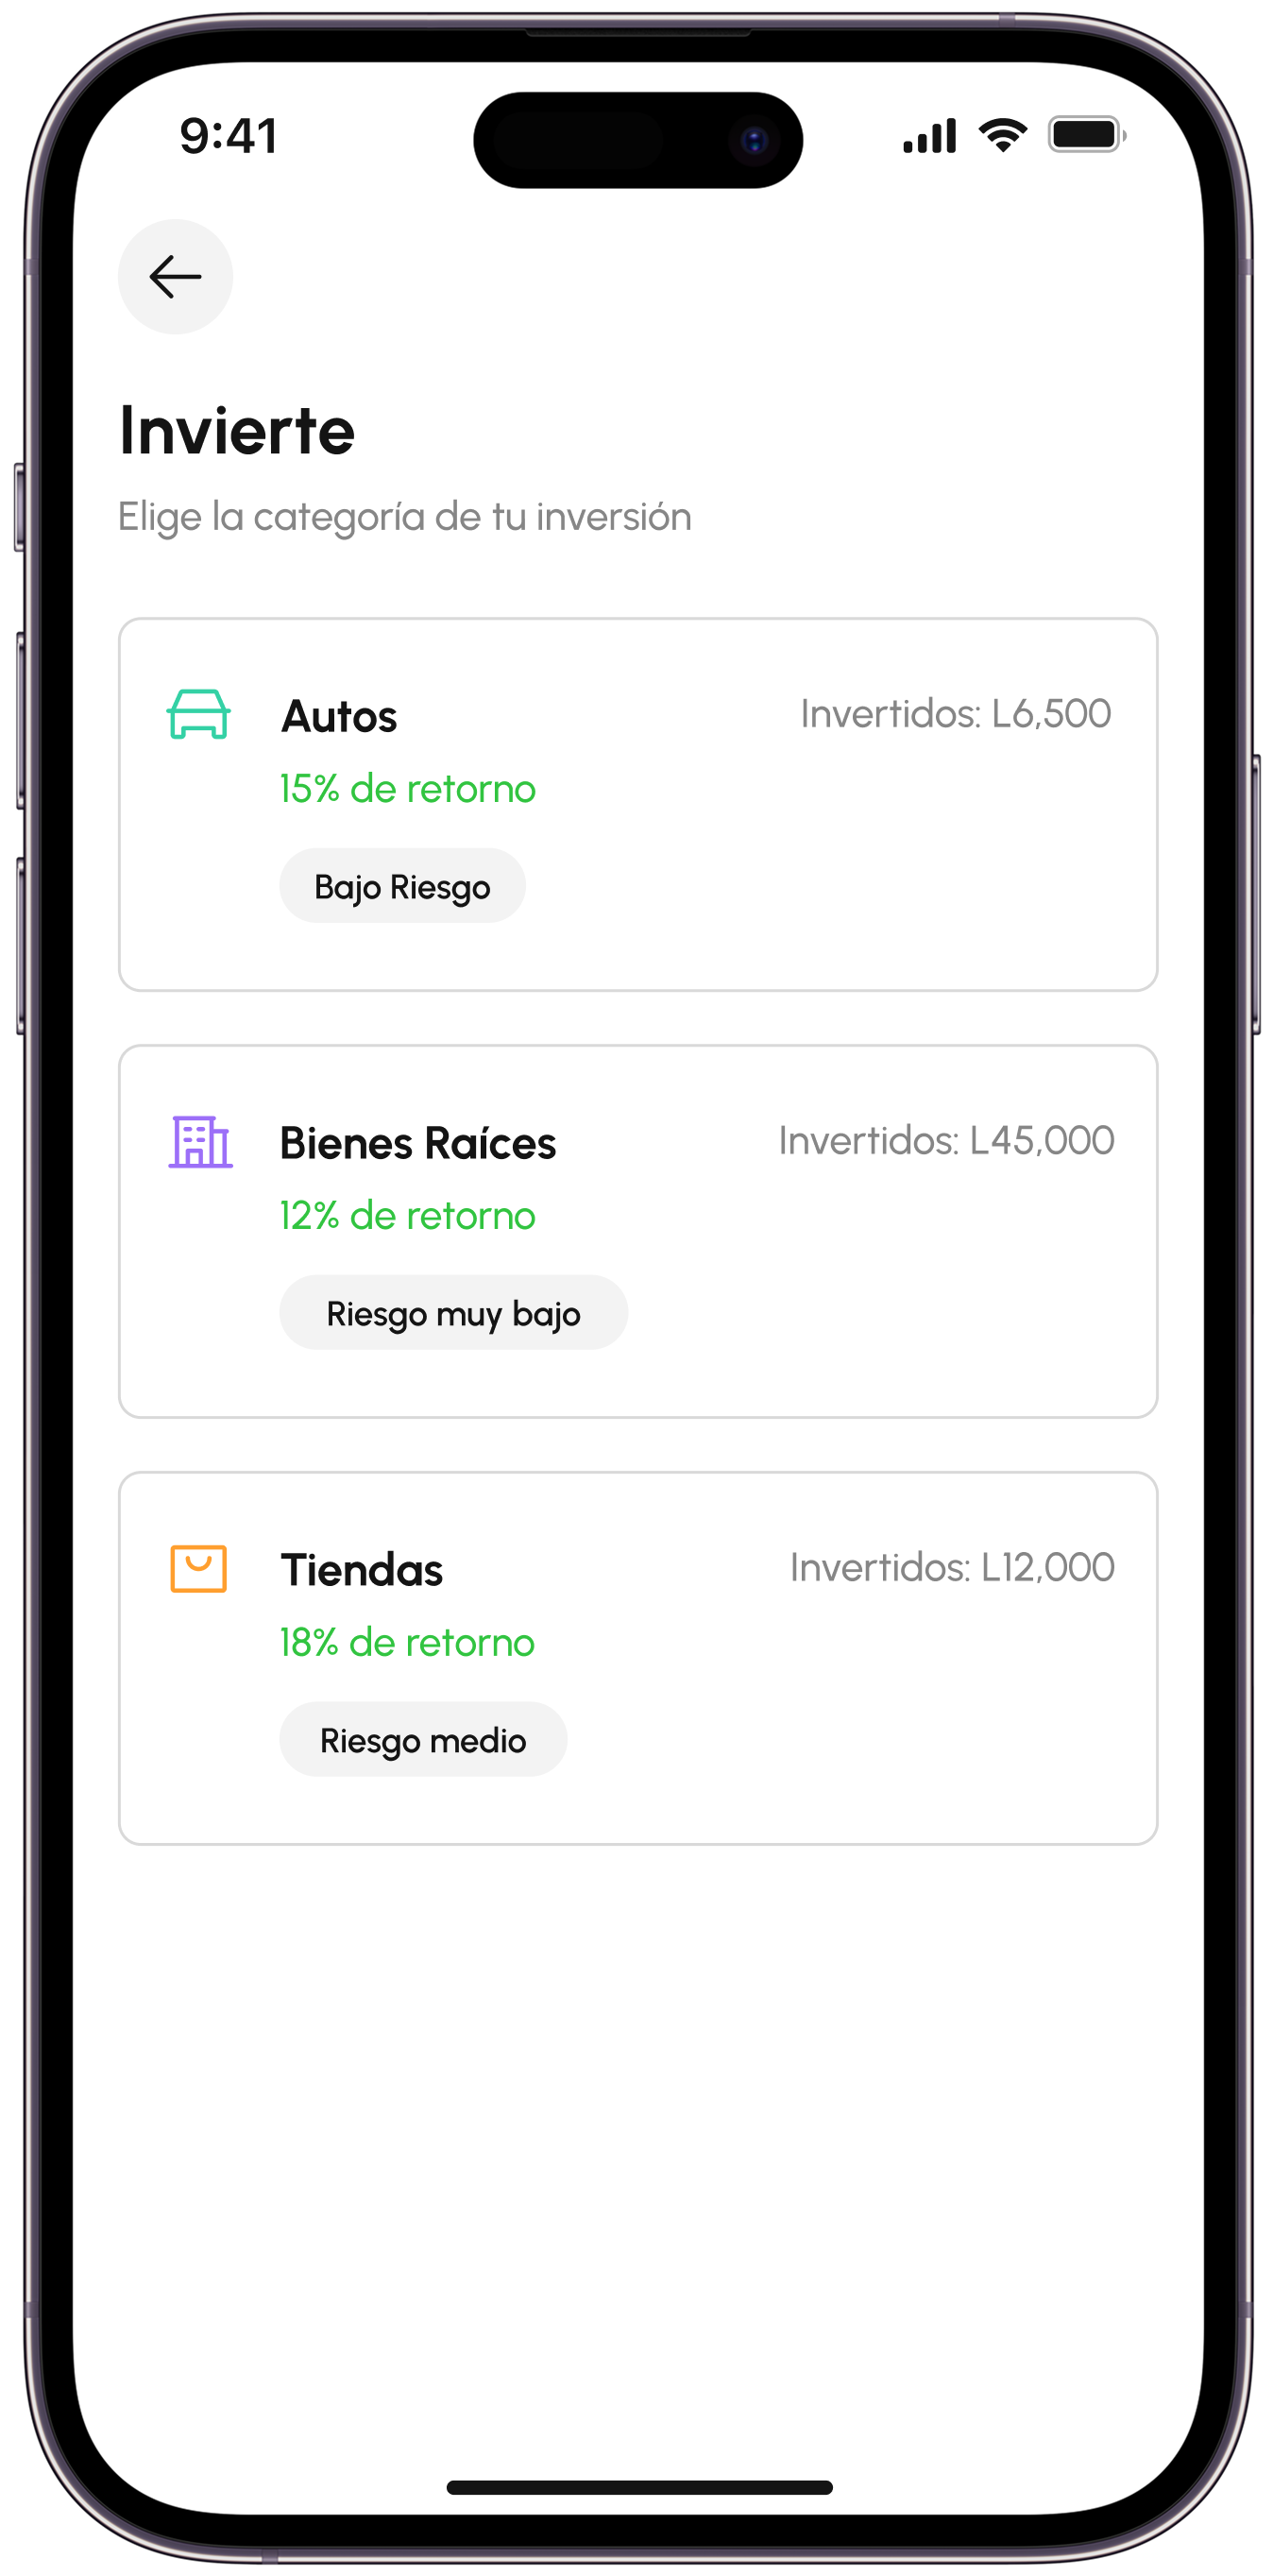 9:41
Invierte
Elige la categoría de tu inversión
Autos
Invertidos: L6,500
15% de retorno
Bajo Riesgo
Bienes Raíces
Invertidos: L45,000
12% de retorno
Riesgo muy bajo
Tiendas
Invertidos: L12,000
18% de retorno
Riesgo medio